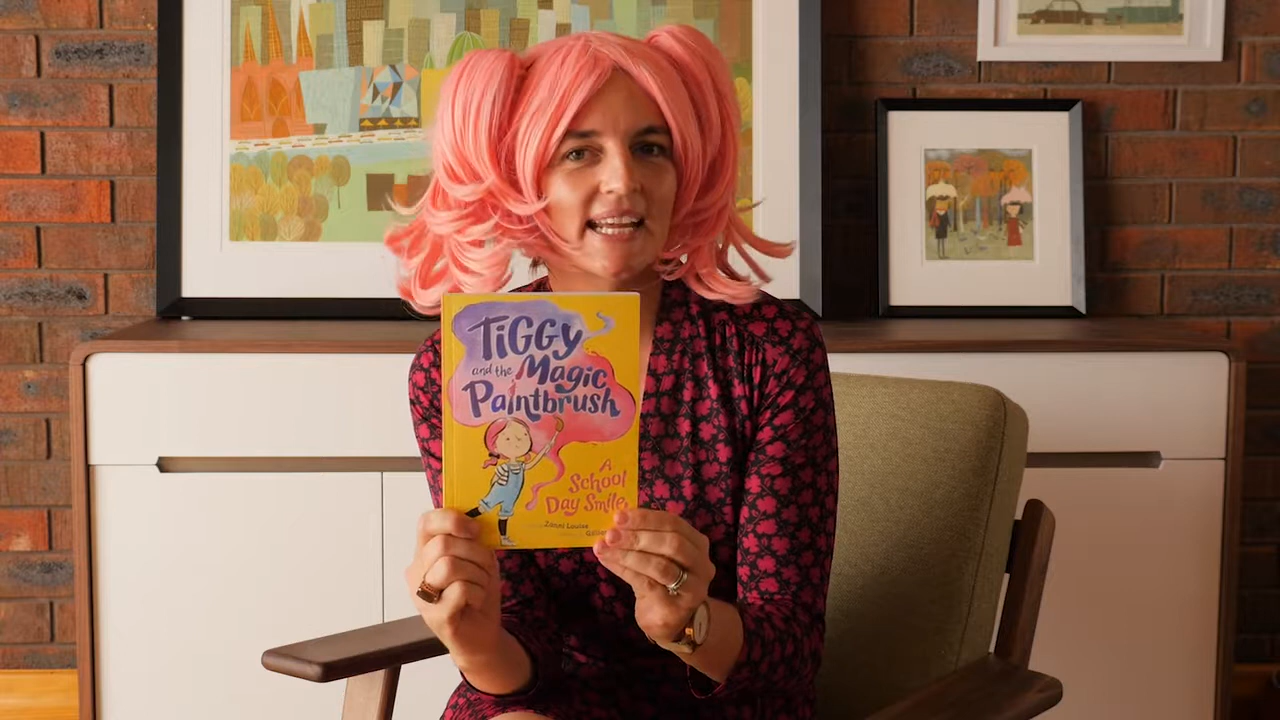 TiGGy
and the Magic
Paintbrush
A
School
Day Smile
Zanni Louise